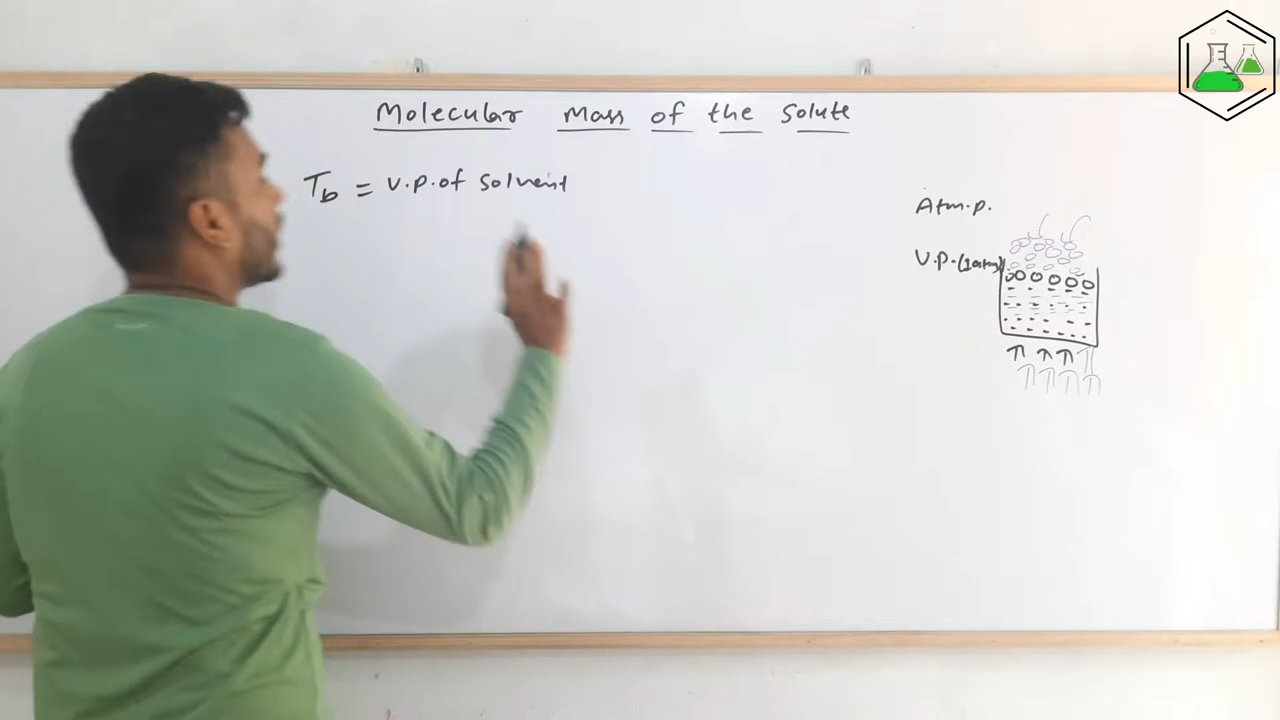 Molecular Mass of the Solute
Tb = V.P. of Solvent
Atm.p.
V.P.(1atm)